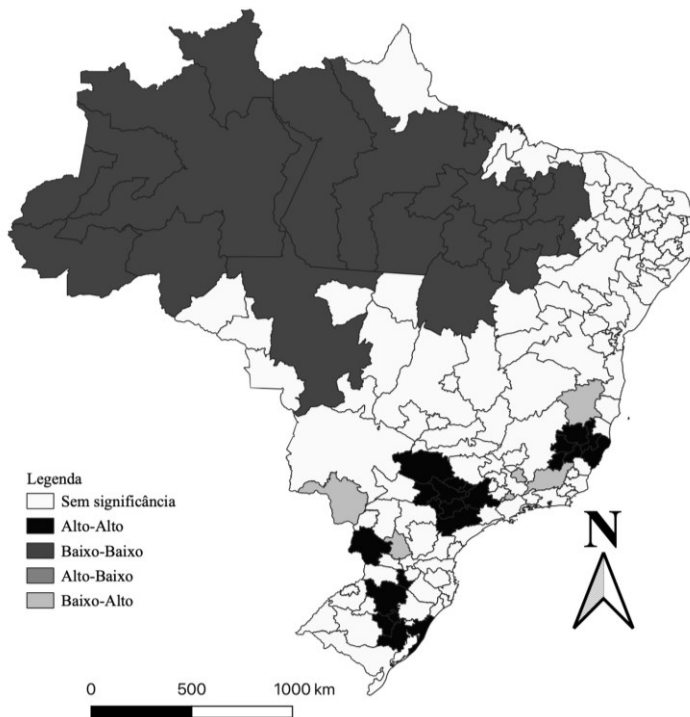 Legenda
Sem significância
Alto-Alto
Baixo-Baixo
Alto-Baixo
Baixo-Alto
N
0 500 1000 km